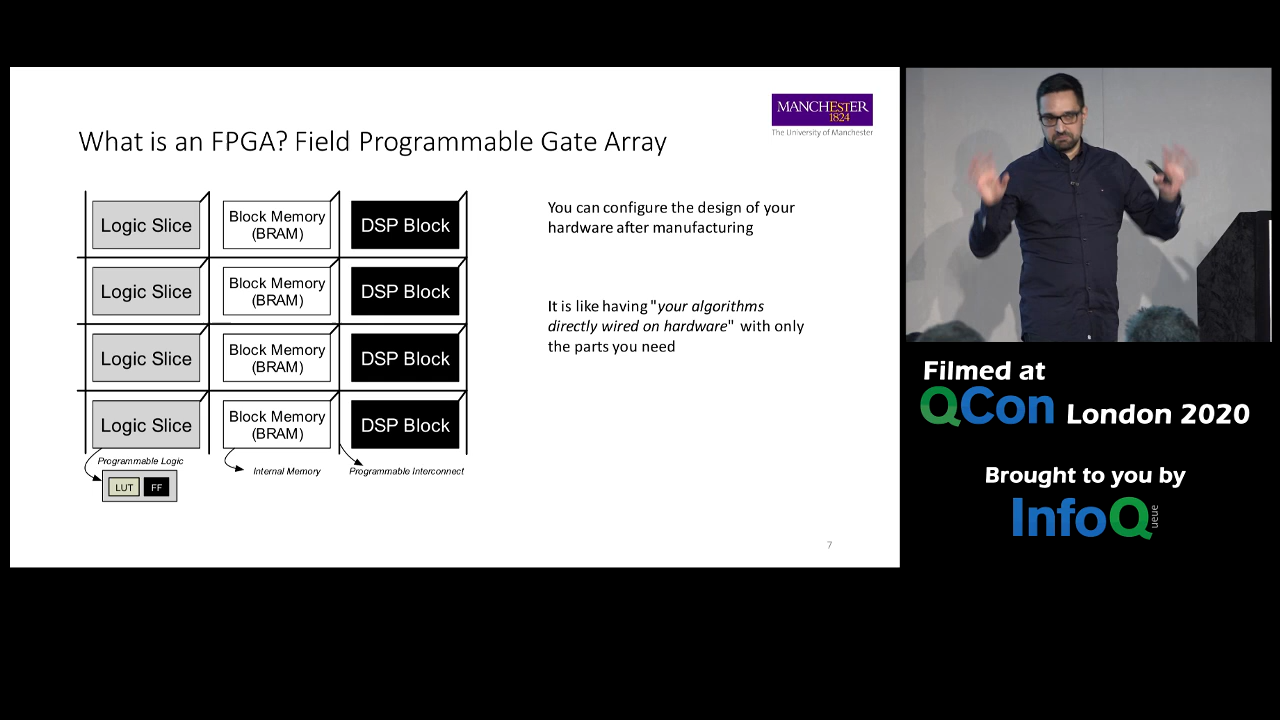 MANCHESTER
1824
The University of Manchester
What is an FPGA? Field Programmable Gate Array
Logic Slice
Block Memory
(BRAM)
DSP Block
Logic Slice
Block Memory
(BRAM)
DSP Block
Logic Slice
Block Memory
(BRAM)
DSP Block
Logic Slice
Block Memory
(BRAM)
DSP Block
Programmable Logic
Internal Memory
Programmable Interconnect
LUT
FF
You can configure the design of your
hardware after manufacturing
It is like having "your algorithms
directly wired on hardware" with only
the parts you need
7
Filmed at
QCon London 2020
Brought to you by
InfoQ
ueue